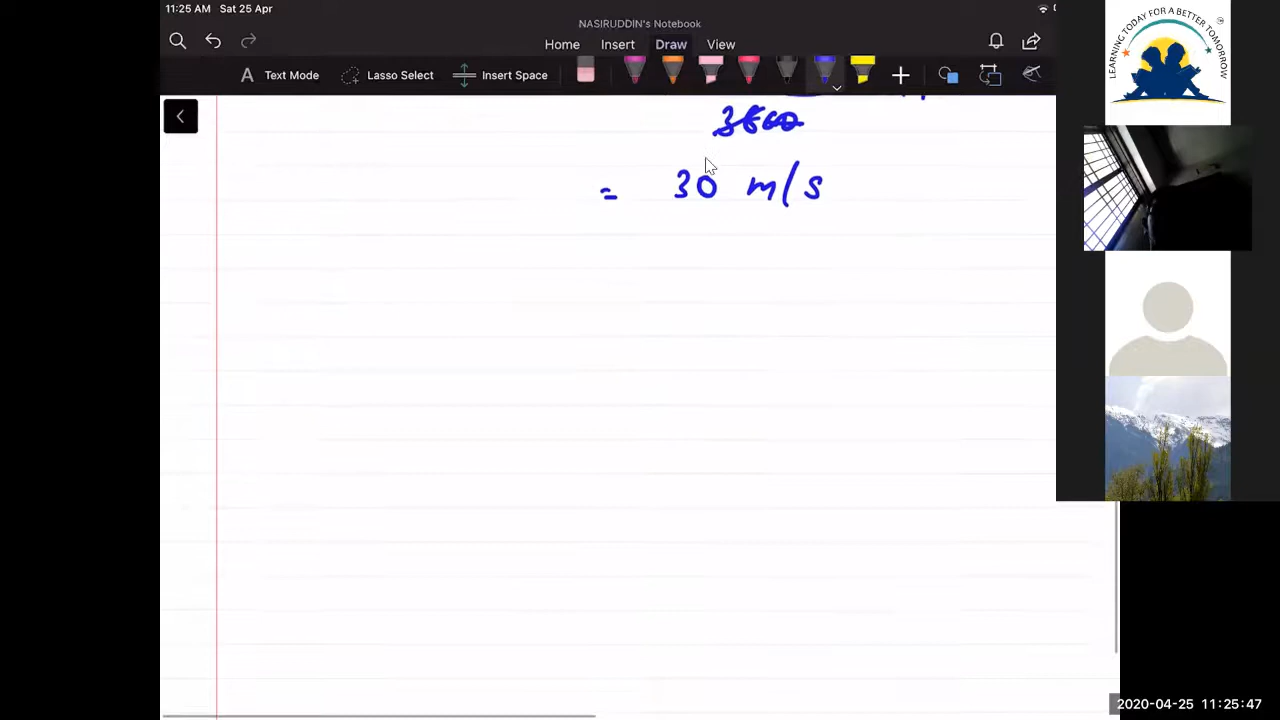 11:25 AM Sat 25 Apr
NASIRUDDIN's Notebook
Home Insert Draw View
A Text Mode Lasso Select Insert Space
3600
= 30 m/s
LEARNING TODAY FOR A BETTER TOMORROW
2020-04-25 11:25:47